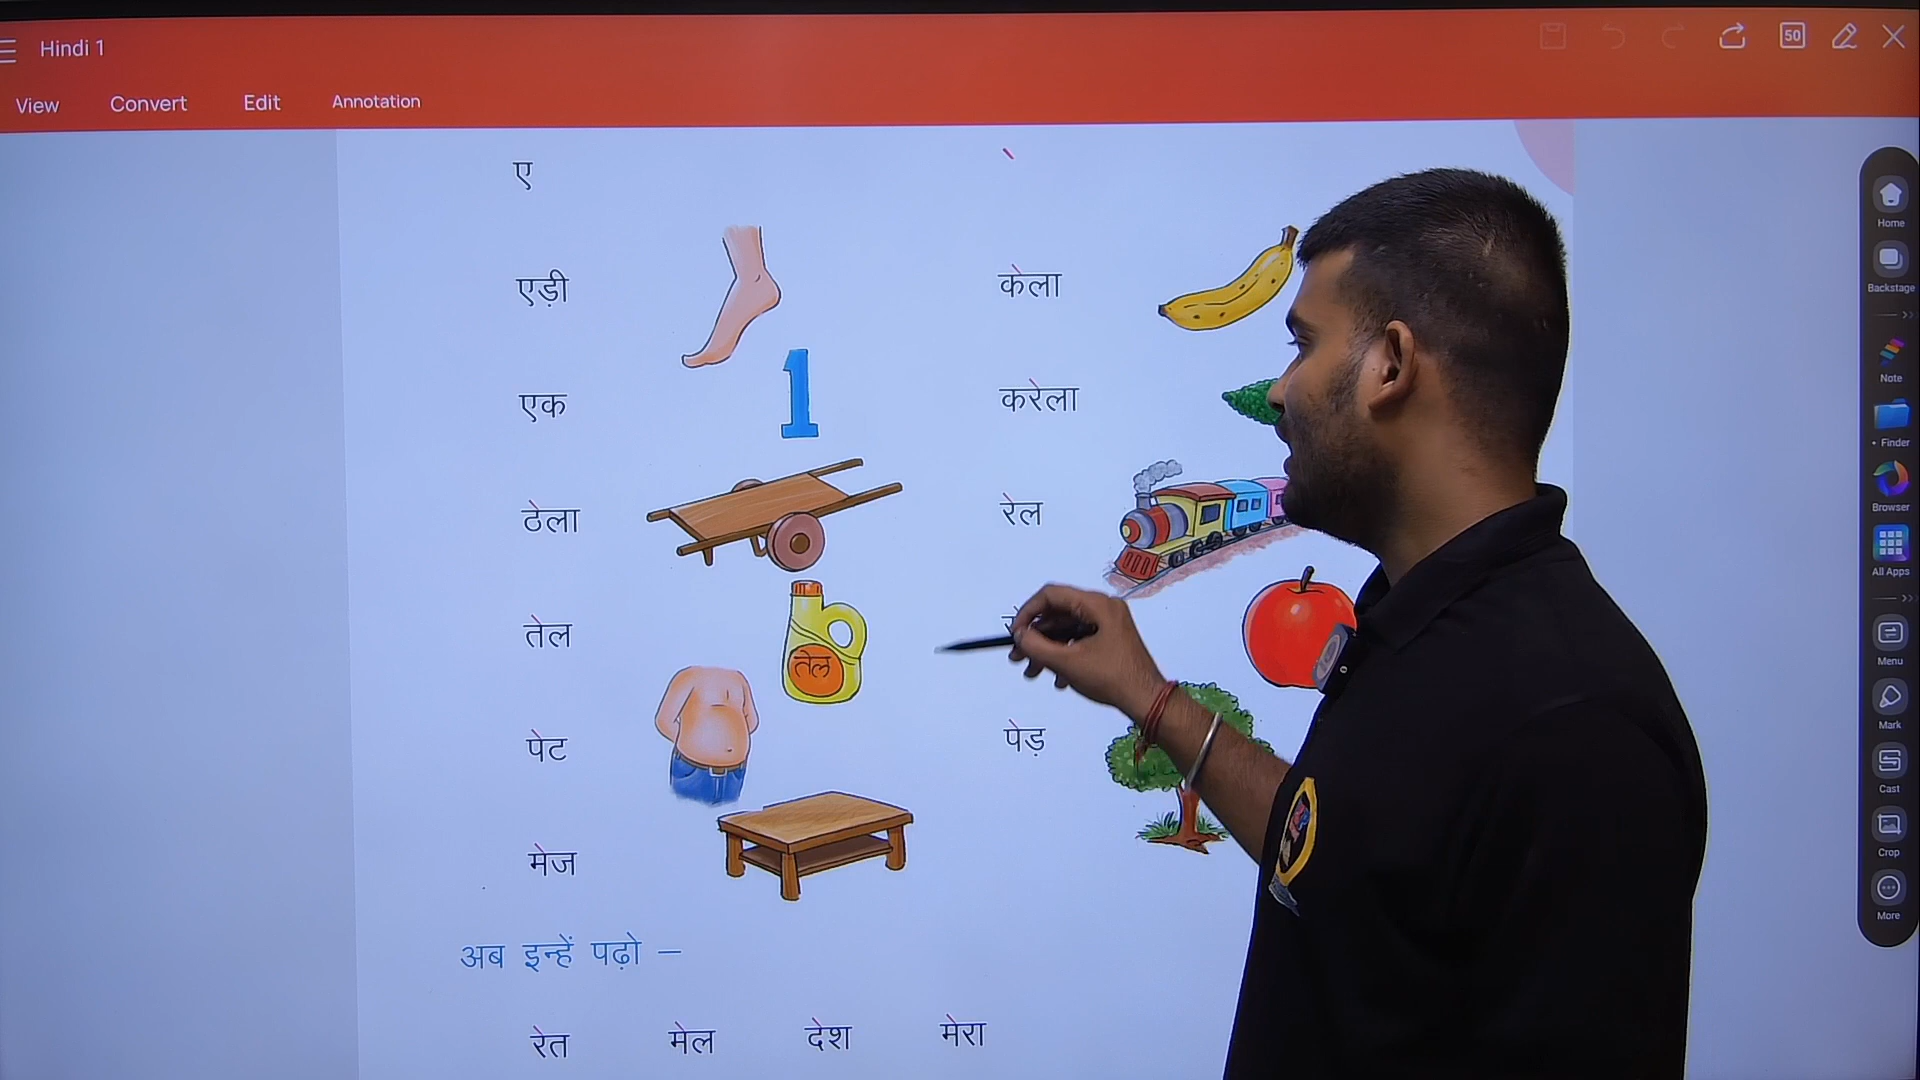 Hindi 1
50
View Convert Edit Annotation
ए े
एड़ी केला
एक करेला
ठेला रेल
तेल
तेल
पेट पेड़
मेज
अब इन्हें पढ़ो –
रेत मेल देश मेरा
Home
Backstage
Note
Finder
Browser
All Apps
Menu
Mark
Cast
Crop
More